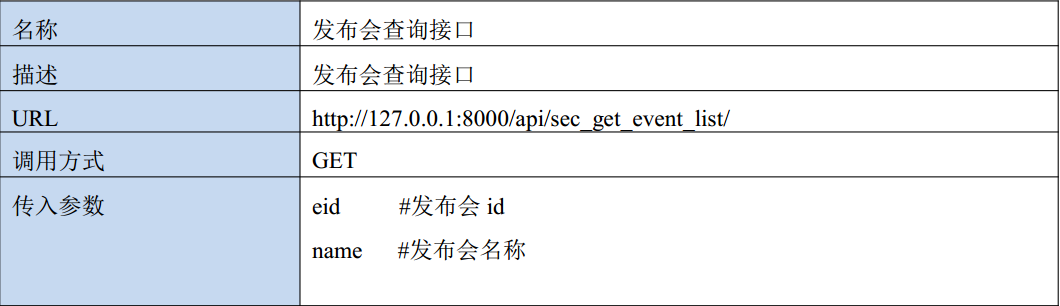 名称 发布会查询接口
描述 发布会查询接口
URL http://127.0.0.1:8000/api/sec_get_event_list/
调用方式 GET
传入参数 eid #发布会 id
name #发布会名称